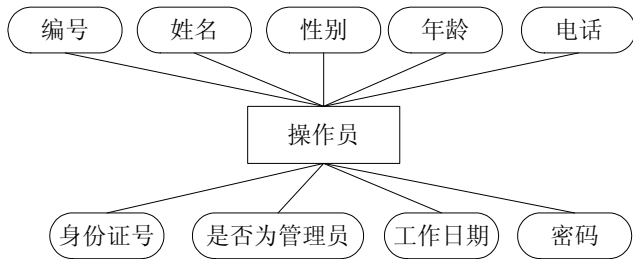 编号
姓名
性别
年龄
电话
操作员
身份证号
是否为管理员
工作日期
密码